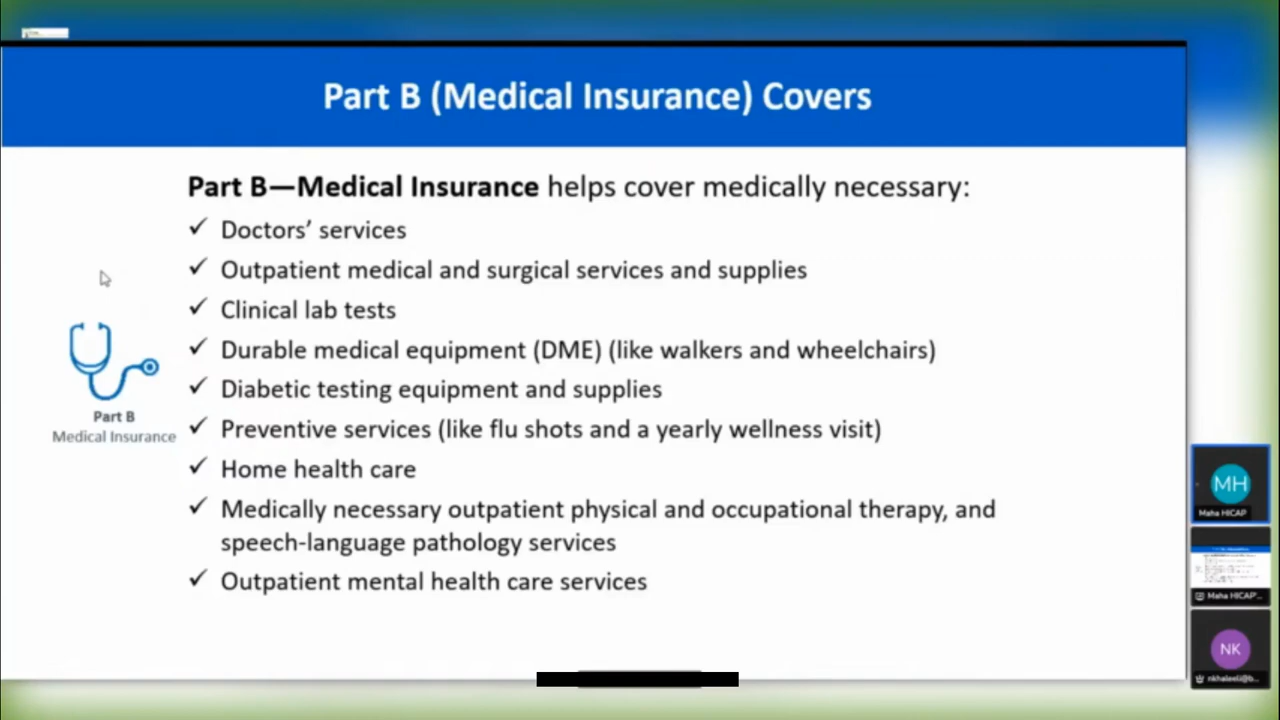 Part B (Medical Insurance) Covers
Part B—Medical Insurance helps cover medically necessary:
✓ Doctors’ services
✓ Outpatient medical and surgical services and supplies
✓ Clinical lab tests
✓ Durable medical equipment (DME) (like walkers and wheelchairs)
✓ Diabetic testing equipment and supplies
✓ Preventive services (like flu shots and a yearly wellness visit)
✓ Home health care
✓ Medically necessary outpatient physical and occupational therapy, and
speech-language pathology services
✓ Outpatient mental health care services
Part B
Medical Insurance
MH
Maha HICAP
Maha HICAP'...
NK
nkhaleeli@b...